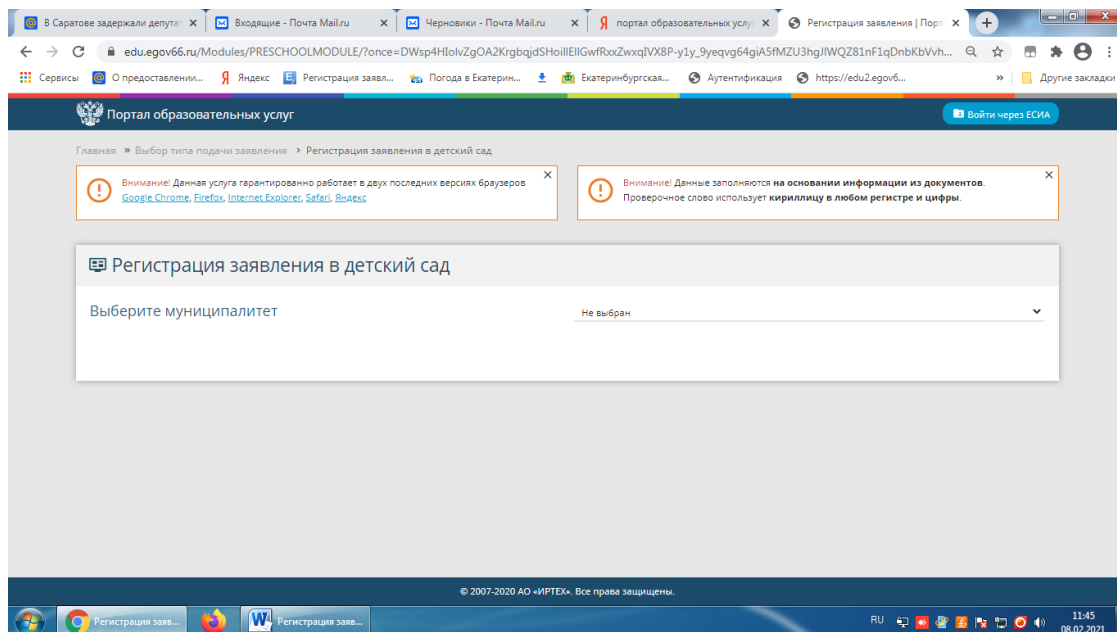 В Саратове задержали депутат
Входящие - Почта Mail.ru
Черновики - Почта Mail.ru
портал образовательных услуг
Регистрация заявления | Порт
edu.egov66.ru/Modules/PRESCHOOLMODULE/?once=
Сервисы О предоставлении... Яндекс Регистрация заявл... Погода в Екатерин... Екатеринбургская... Аутентификация https://edu2.egov6... » Другие закладки
Портал образовательных услуг
Войти через ЕСИА
Главная » Выбор типа подачи заявления › Регистрация заявления в детский сад
Внимание! Данная услуга гарантированно работает в двух последних версиях браузеров
Google Chrome, Firefox, Internet Explorer, Safari, Яндекс
Внимание! Данные заполняются на основании информации из документов.
Проверочное слово использует кириллицу в любом регистре и цифры.
Регистрация заявления в детский сад
Выберите муниципалитет
Не выбран
© 2007-2020 АО «ИРТЕХ». Все права защищены.
Регистрация заяв...
W Регистрация заяв...
RU
11:45
08.02.2021